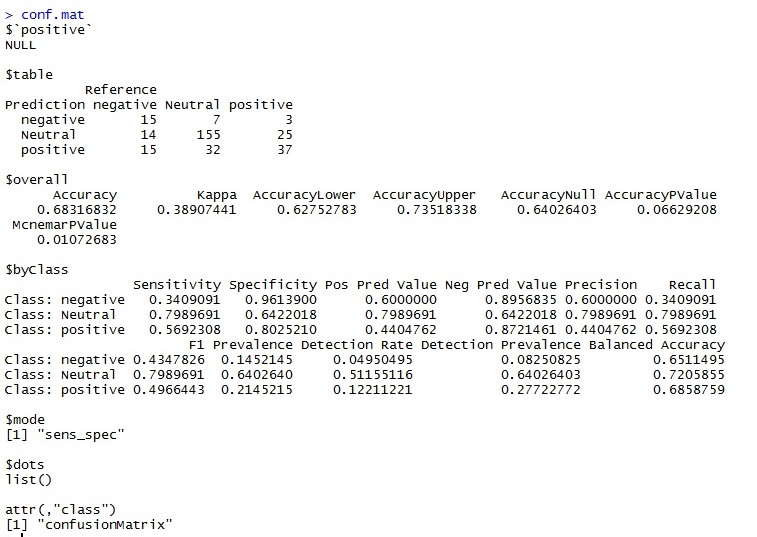 > conf.mat
$`positive`
NULL
$table
Reference
Prediction negative Neutral positive
negative 15 7 3
Neutral 14 155 25
positive 15 32 37
$overall
Accuracy Kappa AccuracyLower AccuracyUpper AccuracyNull AccuracyPValue
0.68316832 0.38907441 0.62752783 0.73518338 0.64026403 0.06629208
McnemarPValue
0.01072683
$byClass
Sensitivity Specificity Pos Pred Value Neg Pred Value Precision Recall
Class: negative 0.3409091 0.9613900 0.6000000 0.8956835 0.6000000 0.3409091
Class: Neutral 0.7989691 0.6422018 0.7989691 0.6422018 0.7989691 0.7989691
Class: positive 0.5692308 0.8025210 0.4404762 0.8721461 0.4404762 0.5692308
F1 Prevalence Detection Rate Detection Prevalence Balanced Accuracy
Class: negative 0.4347826 0.1452145 0.04950495 0.08250825 0.6511495
Class: Neutral 0.7989691 0.6402640 0.51155116 0.64026403 0.7205855
Class: positive 0.4966443 0.2145215 0.12211221 0.27722772 0.6858759
$mode
[1] "sens_spec"
$dots
list()
attr(,"class")
[1] "confusionMatrix"